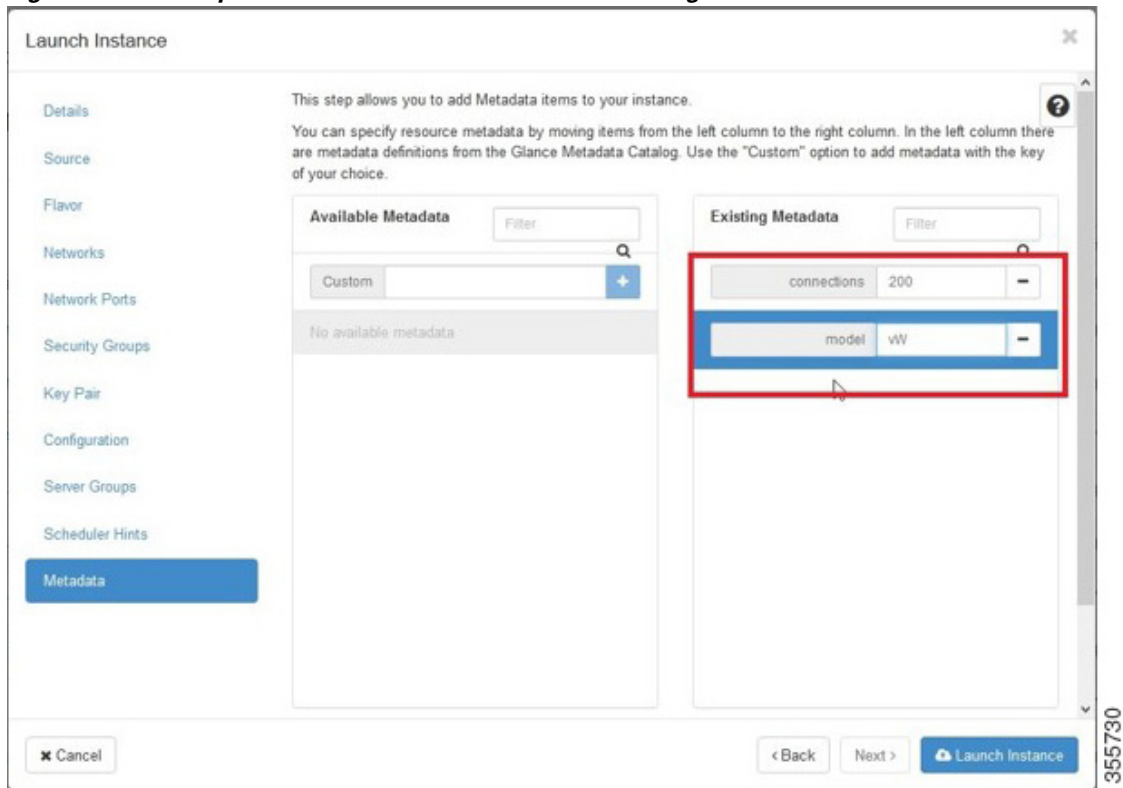 Launch Instance
Details
Source
Flavor
Networks
Network Ports
Security Groups
Key Pair
Configuration
Server Groups
Scheduler Hints
Metadata
This step allows you to add Metadata items to your instance.
You can specify resource metadata by moving items from the left column to the right column. In the left column there
are metadata definitions from the Glance Metadata Catalog. Use the "Custom" option to add metadata with the key
of your choice.
Available Metadata
Filter
Custom
No available metadata
Existing Metadata
Filter
connections 200
model vW
Cancel
< Back
Next >
Launch Instance
355730